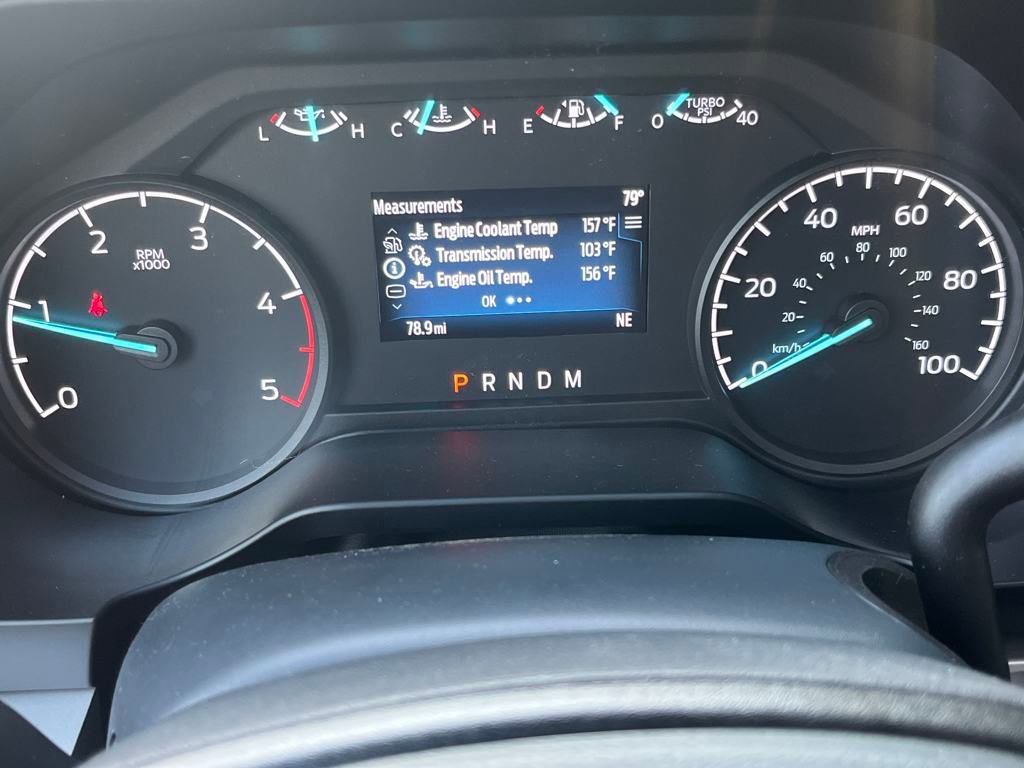 L H
C H
E F
0 TURBO PSI 40
Measurements 79°
Engine Coolant Temp 157 °F
Transmission Temp. 103 °F
Engine Oil Temp. 156 °F
OK
78.9 mi NE
P R N D M
0 1 2 3 4 5
RPM
x1000
0 20 40 60 80 100
MPH
20 40 60 80 100 120 140 160
km/h